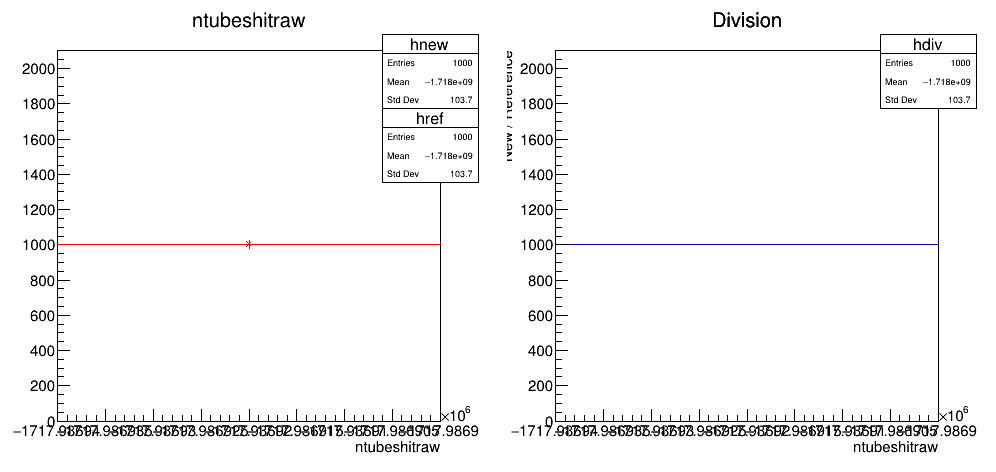 ntubeshitraw
hnew
Entries 1000
Mean −1.718e+09
Std Dev 103.7
href
Entries 1000
Mean −1.718e+09
Std Dev 103.7
2000
1800
1600
1400
1200
1000
800
600
400
200
0
×10⁶
ntubeshitraw
Division
hdiv
Entries 1000
Mean −1.718e+09
Std Dev 103.7
New / Reference
2000
1800
1600
1400
1200
1000
800
600
400
200
0
×10⁶
ntubeshitraw